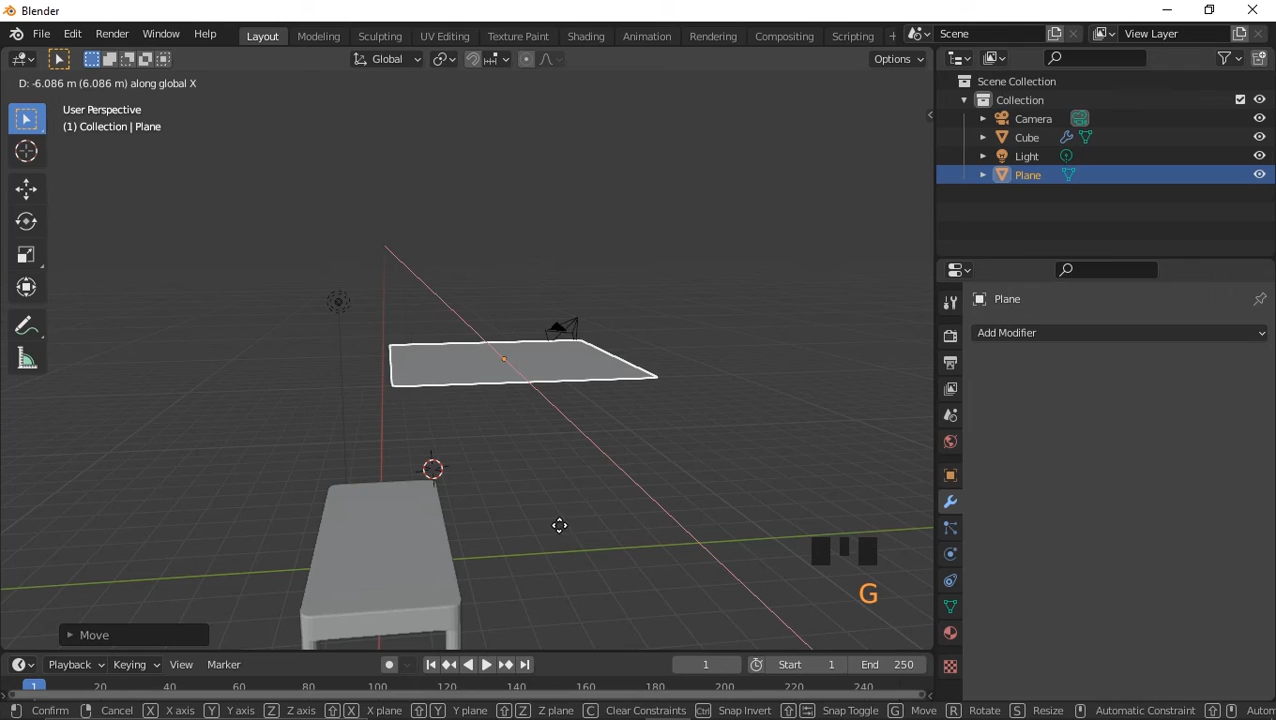 Blender
File Edit Render Window Help Layout Modeling Sculpting UV Editing Texture Paint Shading Animation Rendering Compositing Scripting + Scene View Layer
Global Options
D: -6.086 m (6.086 m) along global X
User Perspective
(1) Collection | Plane
Scene Collection
Collection
Camera
Cube
Light
Plane
Plane
Add Modifier
G
Move
Playback Keying View Marker 1 Start 1 End 250
1 20 40 60 80 100 120 140 160 180 200 220 240
Confirm Cancel X X axis Y Y axis Z Z axis X X plane Y Y plane Z Z plane C Clear Constraints Ctrl Snap Invert Snap Toggle G Move R Rotate S Resize Automatic Constraint Autom